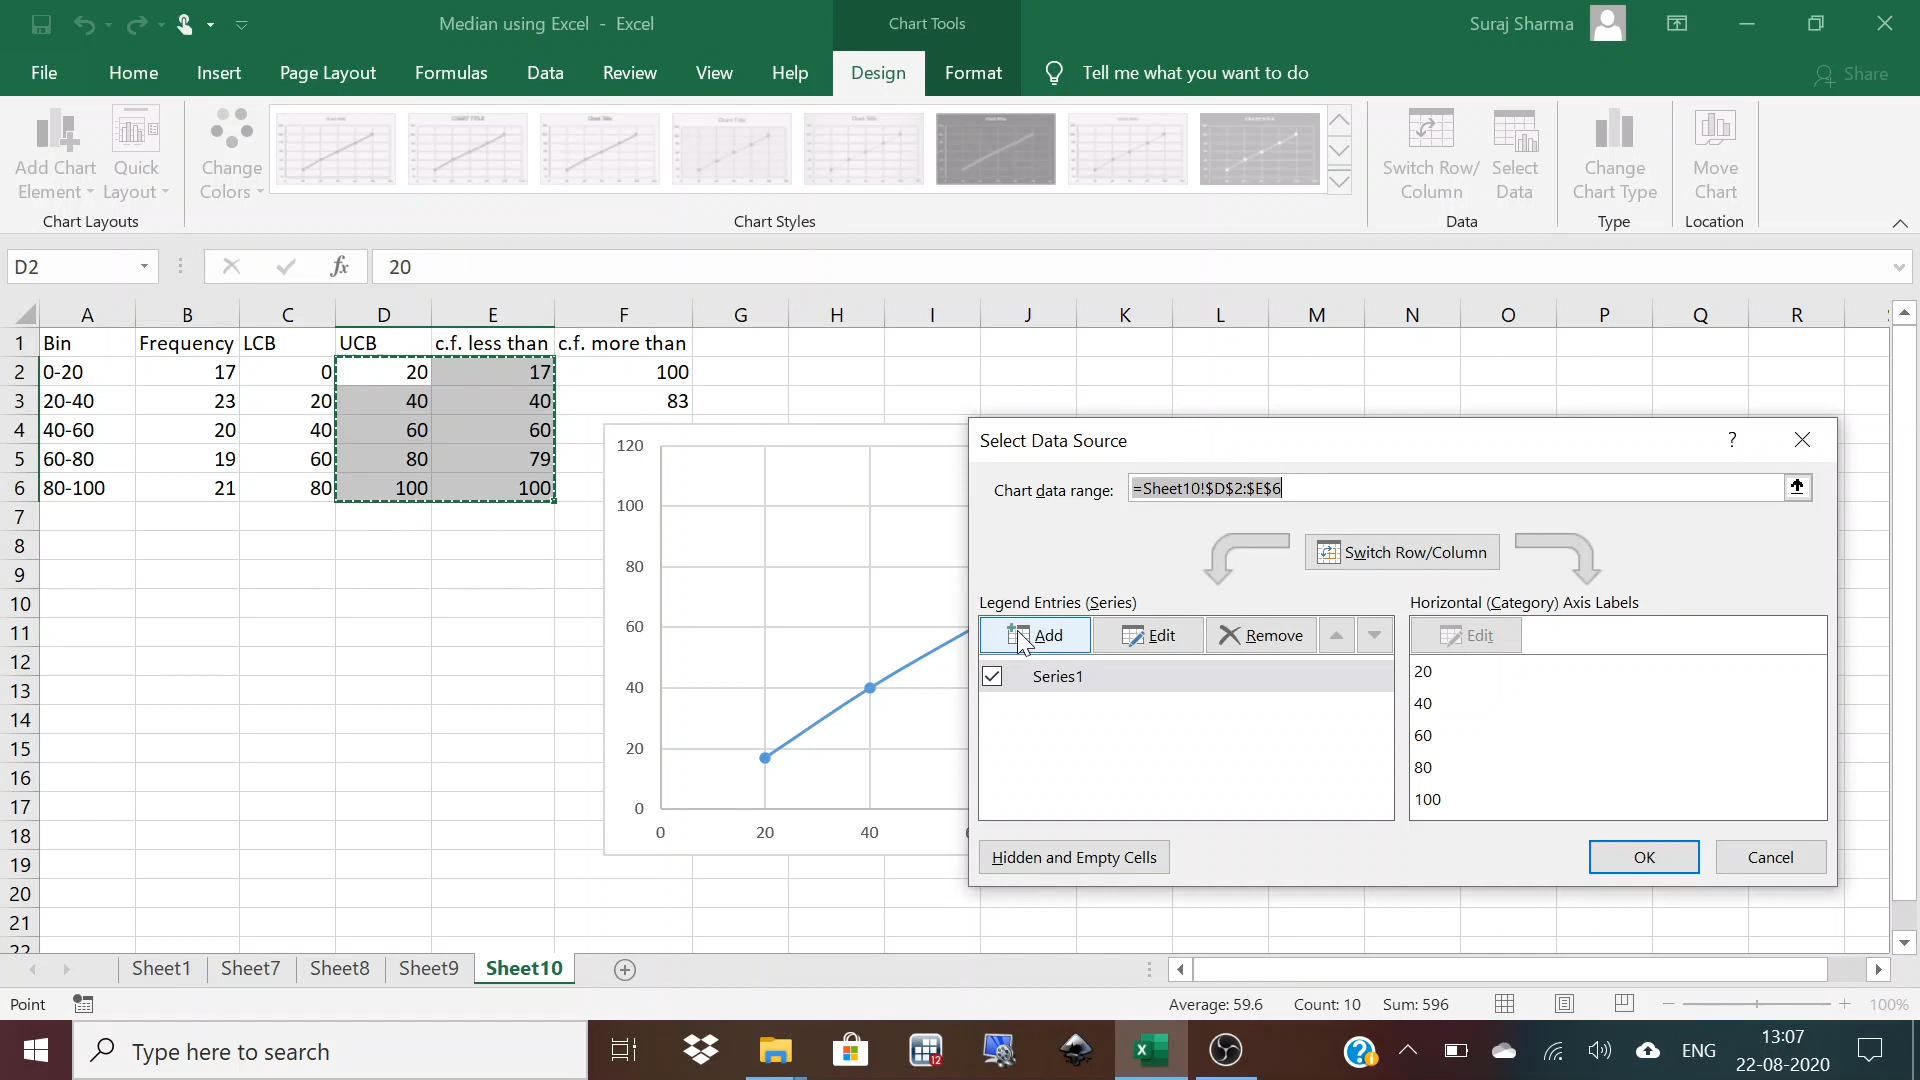 Median using Excel - Excel
Chart Tools
Suraj Sharma
File Home Insert Page Layout Formulas Data Review View Help Design Format Tell me what you want to do Share
Add Chart Element
Quick Layout
Change Colors
Switch Row/ Column
Select Data
Change Chart Type
Move Chart
Chart Layouts
Chart Styles
Data
Type
Location
D2 fx 20
A B C D E F G H I J K L M N O P Q R
1 Bin Frequency LCB UCB c.f. less than c.f. more than
2 0-20 17 0 20 17 100
3 20-40 23 20 40 40 83
4 40-60 20 40 60 60
5 60-80 19 60 80 79
6 80-100 21 80 100 100
7
8
9
10
11
12
13
14
15
16
17
18
19
20
21
22
120
100
80
60
40
20
0
0 20 40
Select Data Source ?
Chart data range: =Sheet10!$D$2:$E$6
Switch Row/Column
Legend Entries (Series)
Horizontal (Category) Axis Labels
Add Edit Remove
Edit
Series1
20
40
60
80
100
Hidden and Empty Cells
OK Cancel
Sheet1 Sheet7 Sheet8 Sheet9 Sheet10
Point Average: 59.6 Count: 10 Sum: 596 100%
Type here to search
12
ENG
13:07
22-08-2020